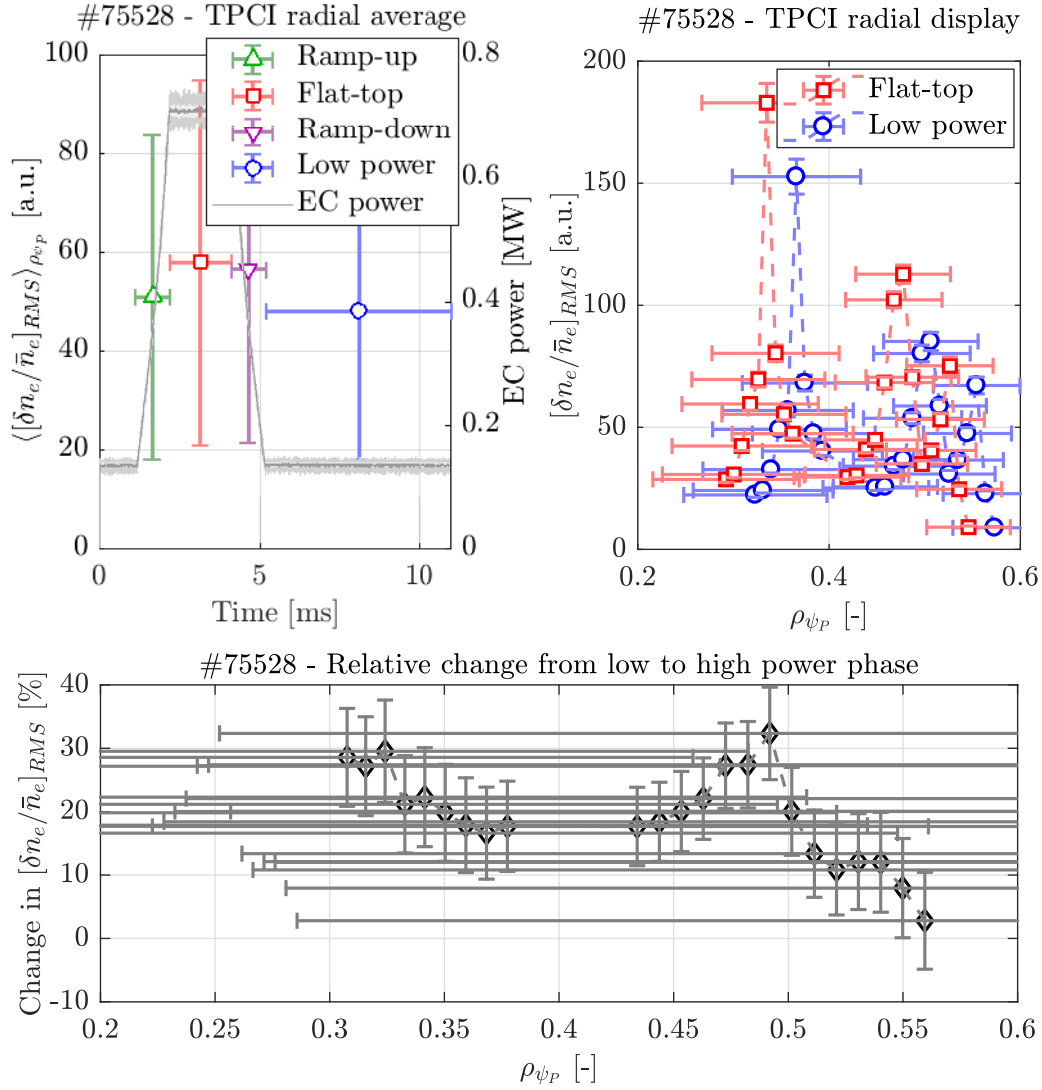 #75528 - TPCI radial average
100
80
60
40
20
0
⟨[δn_e/n̄_e]_RMS⟩_ρψP [a.u.]
0
5
10
Time [ms]
0.8
0.6
0.4
0.2
0
EC power [MW]
Ramp-up
Flat-top
Ramp-down
Low power
EC power
#75528 - TPCI radial display
200
150
100
50
0
[δn_e/n̄_e]_RMS [a.u.]
0.2
0.4
0.6
ρ_ψP [-]
Flat-top
Low power
#75528 - Relative change from low to high power phase
40
30
20
10
0
-10
Change in [δn_e/n̄_e]_RMS [%]
0.2
0.25
0.3
0.35
0.4
0.45
0.5
0.55
0.6
ρ_ψP [-]